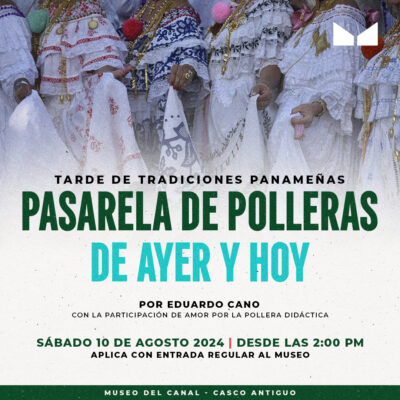 TARDE DE TRADICIONES PANAMEÑAS
PASARELA DE POLLERAS
DE AYER Y HOY
POR EDUARDO CANO
CON LA PARTICIPACIÓN DE AMOR POR LA POLLERA DIDÁCTICA
SÁBADO 10 DE AGOSTO 2024 | DESDE LAS 2:00 PM
APLICA CON ENTRADA REGULAR AL MUSEO
MUSEO DEL CANAL - CASCO ANTIGUO